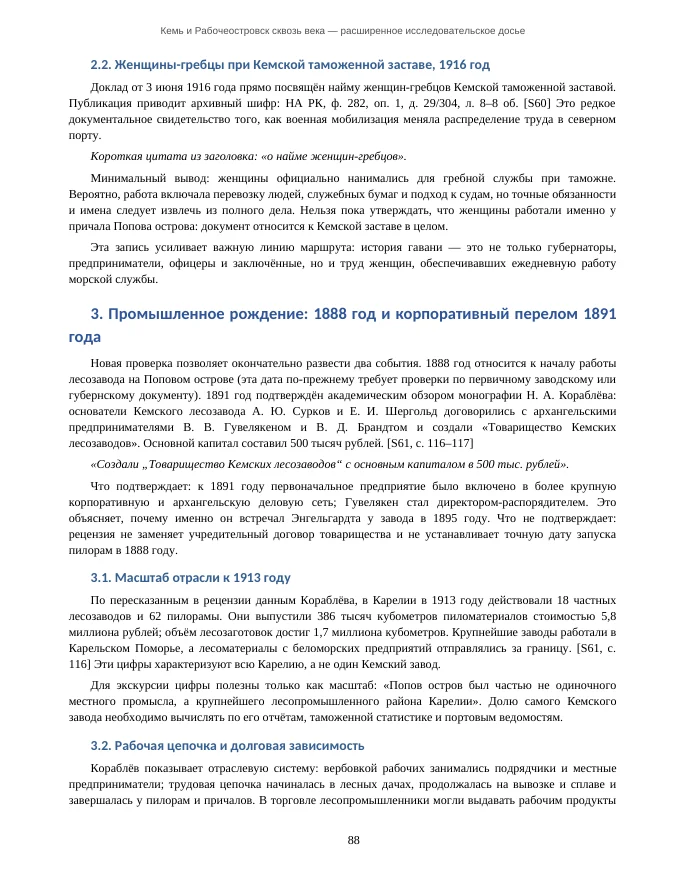 Кемь и Рабочеостровск сквозь века — расширенное исследовательское досье
2.2. Женщины-гребцы при Кемской таможенной заставе, 1916 год
Доклад от 3 июня 1916 года прямо посвящён найму женщин-гребцов Кемской таможенной заставой.
Публикация приводит архивный шифр: НА РК, ф. 282, оп. 1, д. 29/304, л. 8–8 об. [S60] Это редкое
документальное свидетельство того, как военная мобилизация меняла распределение труда в северном
порту.
Короткая цитата из заголовка: «о найме женщин-гребцов».
Минимальный вывод: женщины официально нанимались для гребной службы при таможне.
Вероятно, работа включала перевозку людей, служебных бумаг и подход к судам, но точные обязанности
и имена следует извлечь из полного дела. Нельзя пока утверждать, что женщины работали именно у
причала Попова острова: документ относится к Кемской заставе в целом.
Эта запись усиливает важную линию маршрута: история гавани — это не только губернаторы,
предприниматели, офицеры и заключённые, но и труд женщин, обеспечивавших ежедневную работу
морской службы.
3. Промышленное рождение: 1888 год и корпоративный перелом 1891
года
Новая проверка позволяет окончательно развести два события. 1888 год относится к началу работы
лесозавода на Поповом острове (эта дата по-прежнему требует проверки по первичному заводскому или
губернскому документу). 1891 год подтверждён академическим обзором монографии Н. А. Кораблёва:
основатели Кемского лесозавода А. Ю. Сурков и Е. И. Шергольд договорились с архангельскими
предпринимателями В. В. Гувелякеном и В. Д. Брандтом и создали «Товарищество Кемских
лесозаводов». Основной капитал составил 500 тысяч рублей. [S61, с. 116–117]
«Создали „Товарищество Кемских лесозаводов“ с основным капиталом в 500 тыс. рублей».
Что подтверждает: к 1891 году первоначальное предприятие было включено в более крупную
корпоративную и архангельскую деловую сеть; Гувелякен стал директором-распорядителем. Это
объясняет, почему именно он встречал Энгельгардта у завода в 1895 году. Что не подтверждает:
рецензия не заменяет учредительный договор товарищества и не устанавливает точную дату запуска
пилорам в 1888 году.
3.1. Масштаб отрасли к 1913 году
По пересказанным в рецензии данным Кораблёва, в Карелии в 1913 году действовали 18 частных
лесозаводов и 62 пилорамы. Они выпустили 386 тысяч кубометров пиломатериалов стоимостью 5,8
миллиона рублей; объём лесозаготовок достиг 1,7 миллиона кубометров. Крупнейшие заводы работали в
Карельском Поморье, а лесоматериалы с беломорских предприятий отправлялись за границу. [S61, с.
116] Эти цифры характеризуют всю Карелию, а не один Кемский завод.
Для экскурсии цифры полезны только как масштаб: «Попов остров был частью не одиночного
местного промысла, а крупнейшего лесопромышленного района Карелии». Долю самого Кемского
завода необходимо вычислять по его отчётам, таможенной статистике и портовым ведомостям.
3.2. Рабочая цепочка и долговая зависимость
Кораблёв показывает отраслевую систему: вербовкой рабочих занимались подрядчики и местные
предприниматели; трудовая цепочка начиналась в лесных дачах, продолжалась на вывозке и сплаве и
завершалась у пилорам и причалов. В торговле лесопромышленники могли выдавать рабочим продукты
88